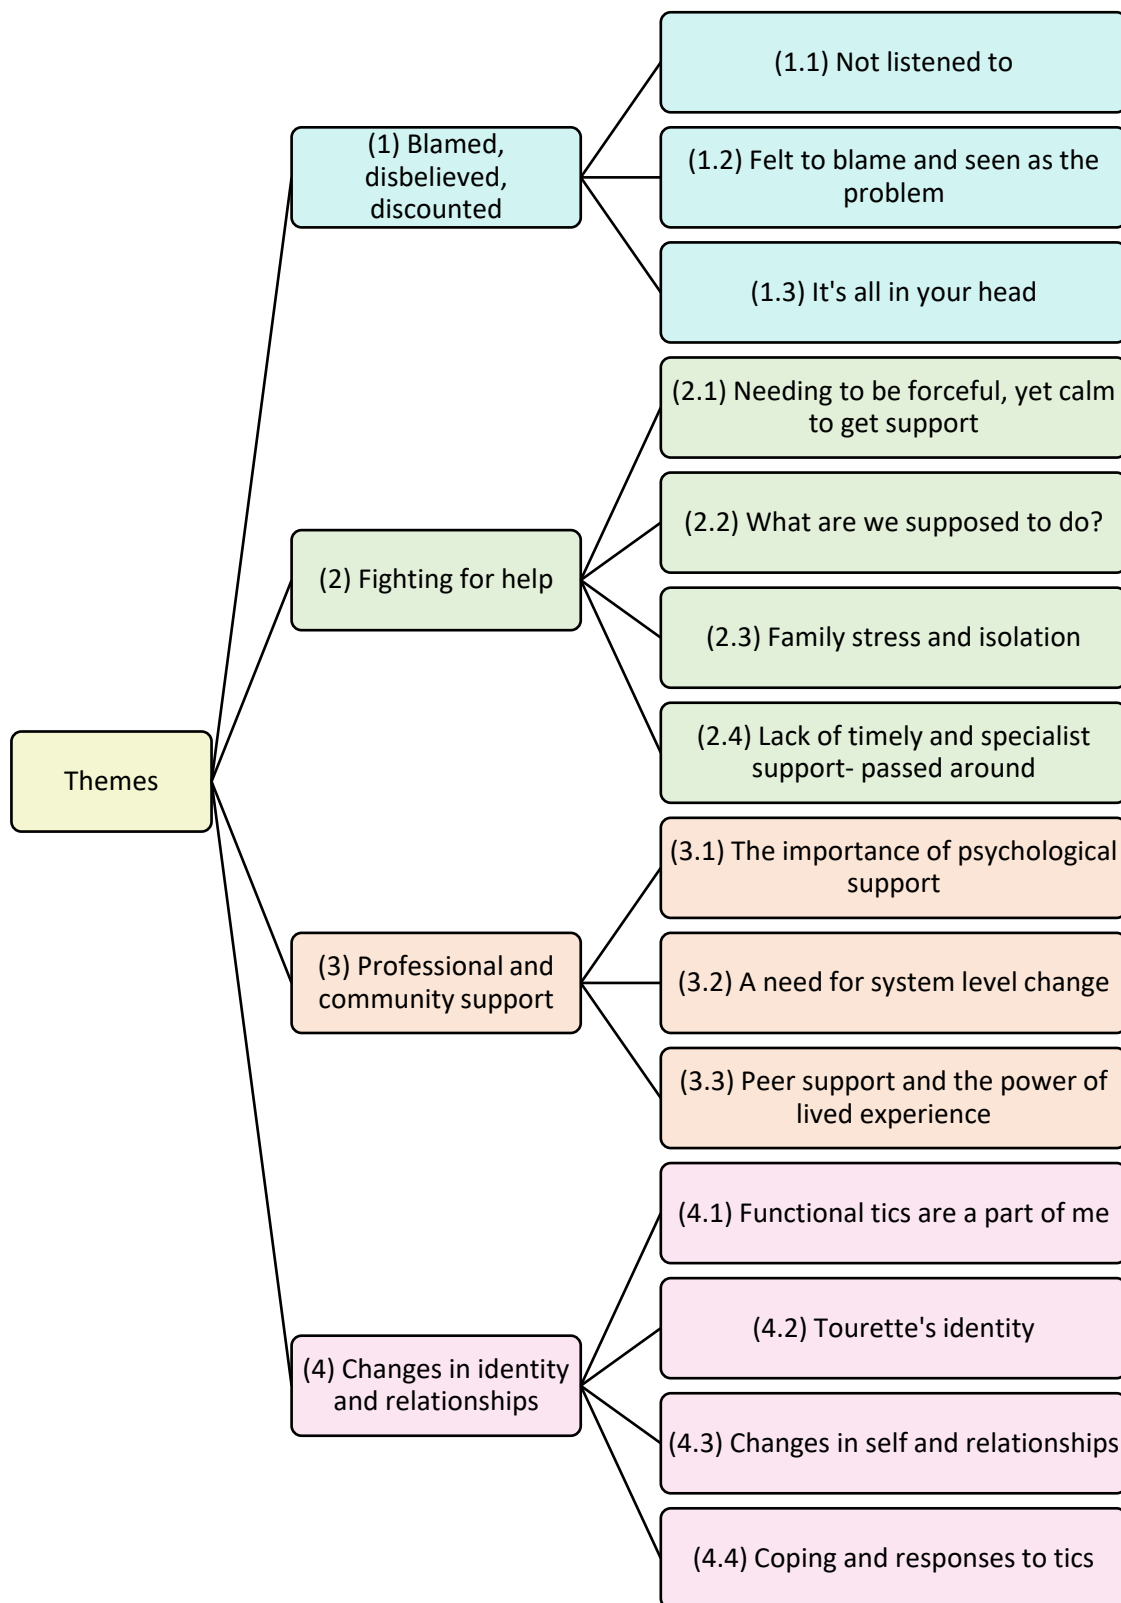 Themes
(1) Blamed,
disbelieved,
discounted
(1.1) Not listened to
(1.2) Felt to blame and seen as the
problem
(1.3) It's all in your head
(2) Fighting for help
(2.1) Needing to be forceful, yet calm
to get support
(2.2) What are we supposed to do?
(2.3) Family stress and isolation
(2.4) Lack of timely and specialist
support- passed around
(3) Professional and
community support
(3.1) The importance of psychological
support
(3.2) A need for system level change
(3.3) Peer support and the power of
lived experience
(4) Changes in identity
and relationships
(4.1) Functional tics are a part of me
(4.2) Tourette's identity
(4.3) Changes in self and relationships
(4.4) Coping and responses to tics